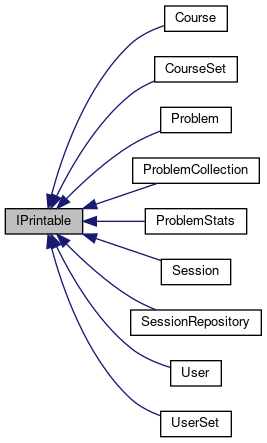 Course
CourseSet
Problem
ProblemCollection
IPrintable
ProblemStats
Session
SessionRepository
User
UserSet